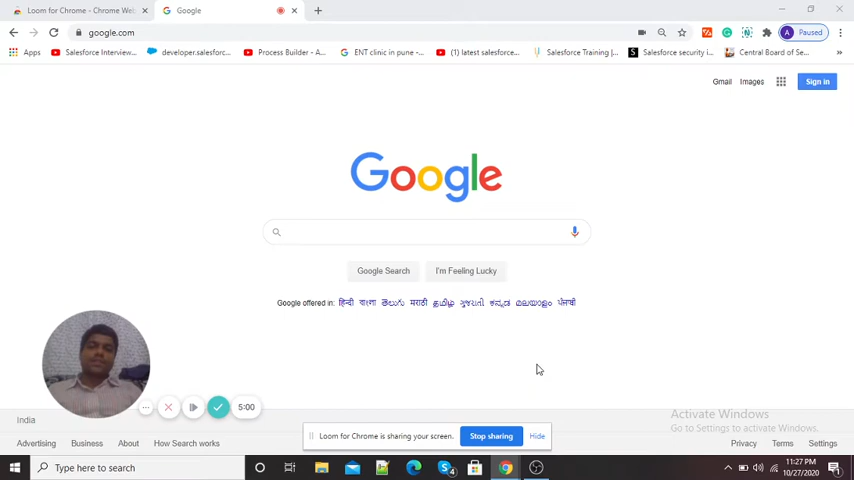 Loom for Chrome - Chrome Web
Google
google.com
Paused
Apps
Salesforce Interview...
developer.salesfor...
Process Builder - A...
ENT clinic in pune -...
(1) latest salesforce...
Salesforce Training |...
Salesforce security i...
Central Board of Se...
Gmail
Images
Sign in
Google
Google Search
I'm Feeling Lucky
Google offered in: हिन्दी বাংলা తెలుగు मराठी தமிழ் ગુજરાતી ಕನ್ನಡ മലയാളം ਪੰਜਾਬੀ
5:00
India
Activate Windows
Go to Settings to activate Windows.
Loom for Chrome is sharing your screen.
Stop sharing
Hide
Advertising
Business
About
How Search works
Privacy
Terms
Settings
Type here to search
4
11:27 PM
10/27/2020
1